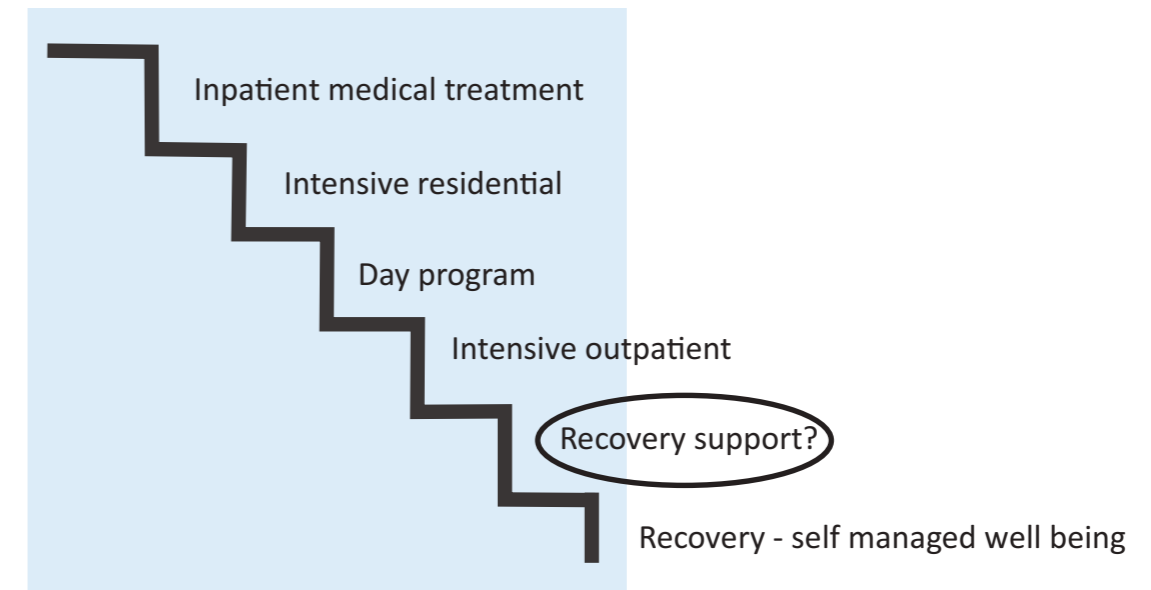 Inpatient medical treatment
Intensive residential
Day program
Intensive outpatient
Recovery support?
Recovery - self managed well being